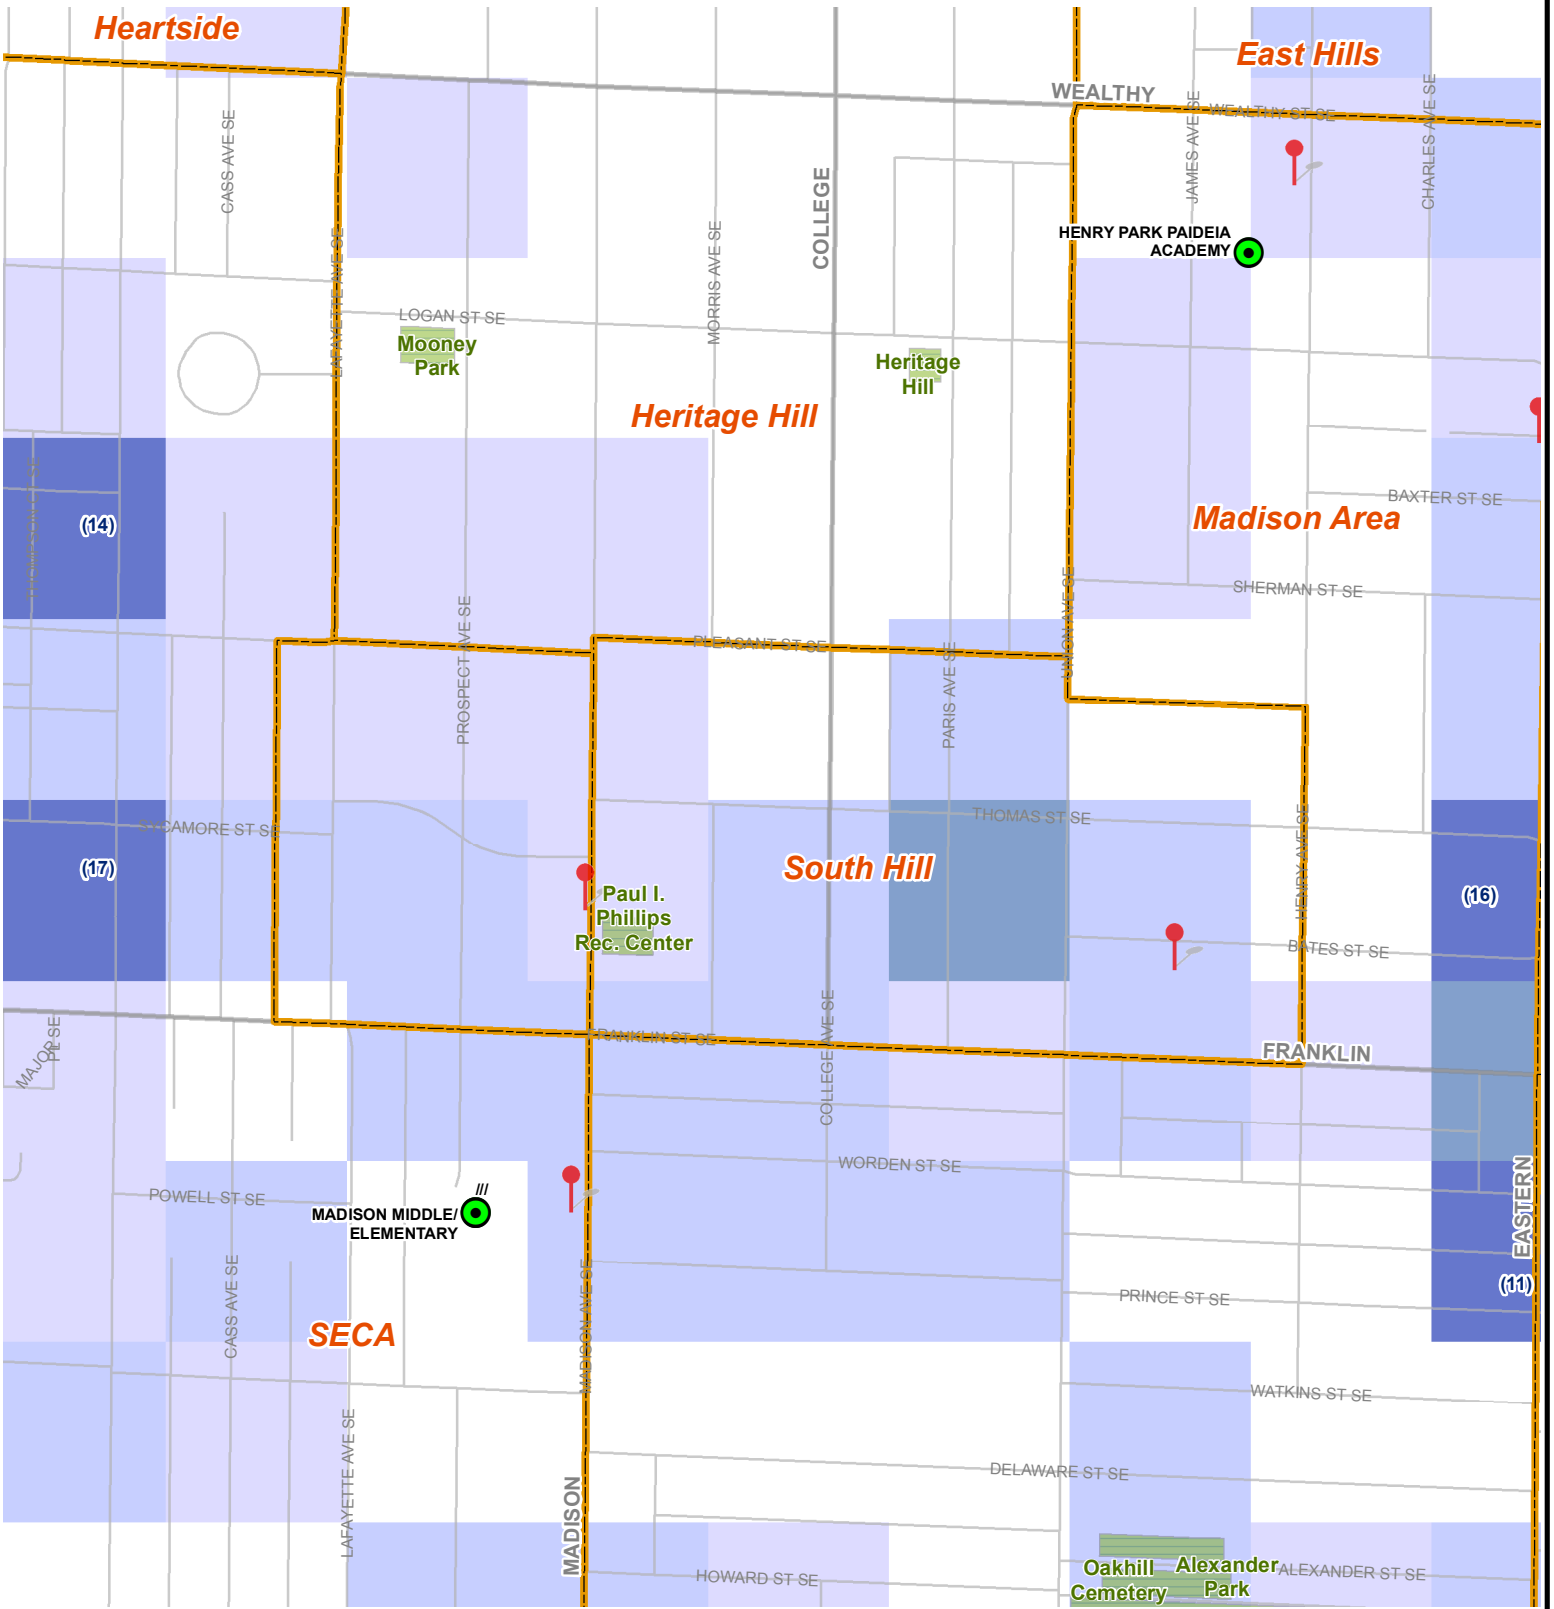 Heartside
East Hills
WEALTHY
WEALTHY ST SE
CASS AVE SE
JAMES AVE SE
CHARLES AVE SE
COLLEGE
HENRY PARK PAIDEIA
ACADEMY
LAFAYETTE AVE SE
MORRIS AVE SE
LOGAN ST SE
Mooney
Park
Heritage
Hill
Heritage Hill
BAXTER ST SE
Madison Area
(14)
SHERMAN ST SE
PROSPECT AVE SE
PLEASANT ST SE
UNION AVE SE
PARIS AVE SE
SYCAMORE ST SE
THOMAS ST SE
(17)
South Hill
HENRY AVE SE
(16)
Paul I.
Phillips
Rec. Center
BATES ST SE
MAJOR
PL SE
FRANKLIN ST SE
COLLEGE AVE SE
FRANKLIN
WORDEN ST SE
POWELL ST SE
///
MADISON MIDDLE/
ELEMENTARY
EASTERN
(11)
CASS AVE SE
SECA
MADISON AVE SE
PRINCE ST SE
WATKINS ST SE
LAFAYETTE AVE SE
MADISON
DELAWARE ST SE
HOWARD ST SE
Oakhill
Cemetery
Alexander
Park
ALEXANDER ST SE